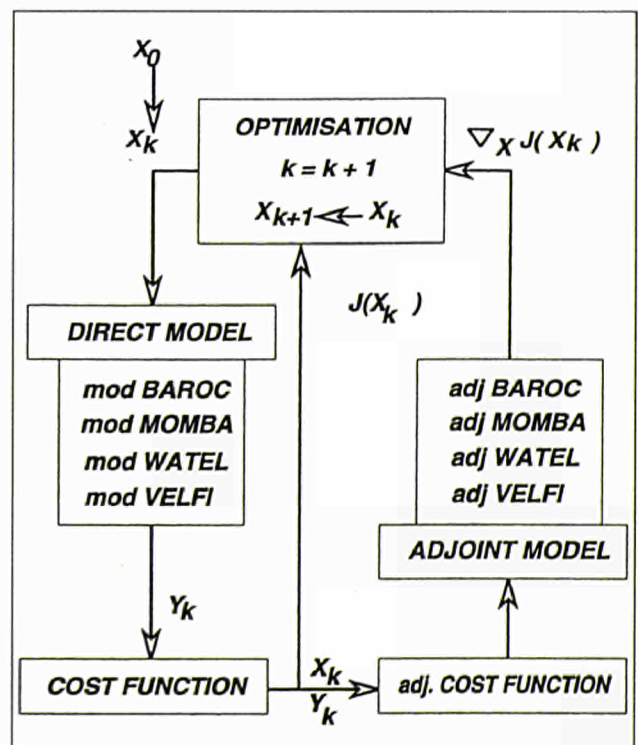 X0
Xk
OPTIMISATION
k = k + 1
Xk+1 Xk
∇X J(Xk)
J(Xk)
DIRECT MODEL
mod BAROC
mod MOMBA
mod WATEL
mod VELFI
adj BAROC
adj MOMBA
adj WATEL
adj VELFI
ADJOINT MODEL
Yk
COST FUNCTION
Xk
Yk
adj. COST FUNCTION